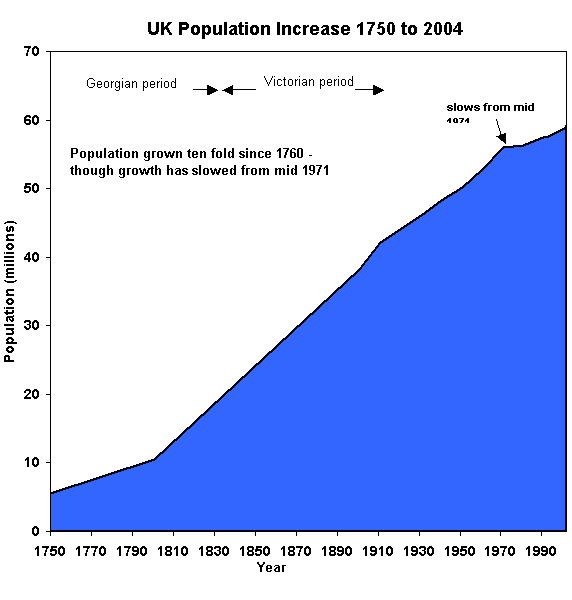 UK Population Increase 1750 to 2004
70
Georgian period
Victorian period
slows from mid
60
Population grown ten fold since 1760 -
though growth has slowed from mid 1971
50
40
Population (millions)
30
20
10
0
1750 1770 1790 1810 1830 1850 1870 1890 1910 1930 1950 1970 1990
Year